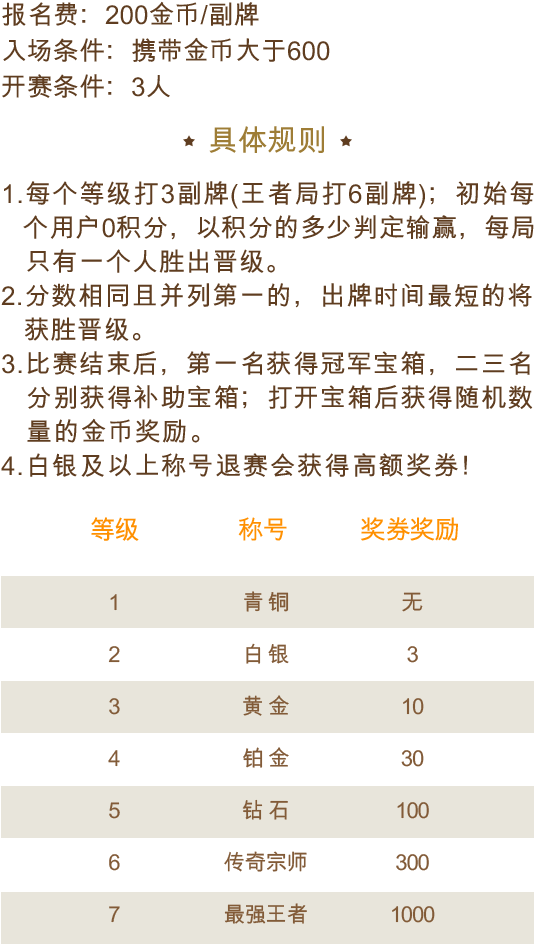 报名费：200金币/副牌
入场条件：携带金币大于600
开赛条件：3人
★ 具体规则 ★
1.每个等级打3副牌(王者局打6副牌)；初始每
个用户0积分，以积分的多少判定输赢，每局
只有一个人胜出晋级。
2.分数相同且并列第一的，出牌时间最短的将
获胜晋级。
3.比赛结束后，第一名获得冠军宝箱，二三名
分别获得补助宝箱；打开宝箱后获得随机数
量的金币奖励。
4.白银及以上称号退赛会获得高额奖券！
等级 称号 奖券奖励
1 青铜 无
2 白银 3
3 黄金 10
4 铂金 30
5 钻石 100
6 传奇宗师 300
7 最强王者 1000